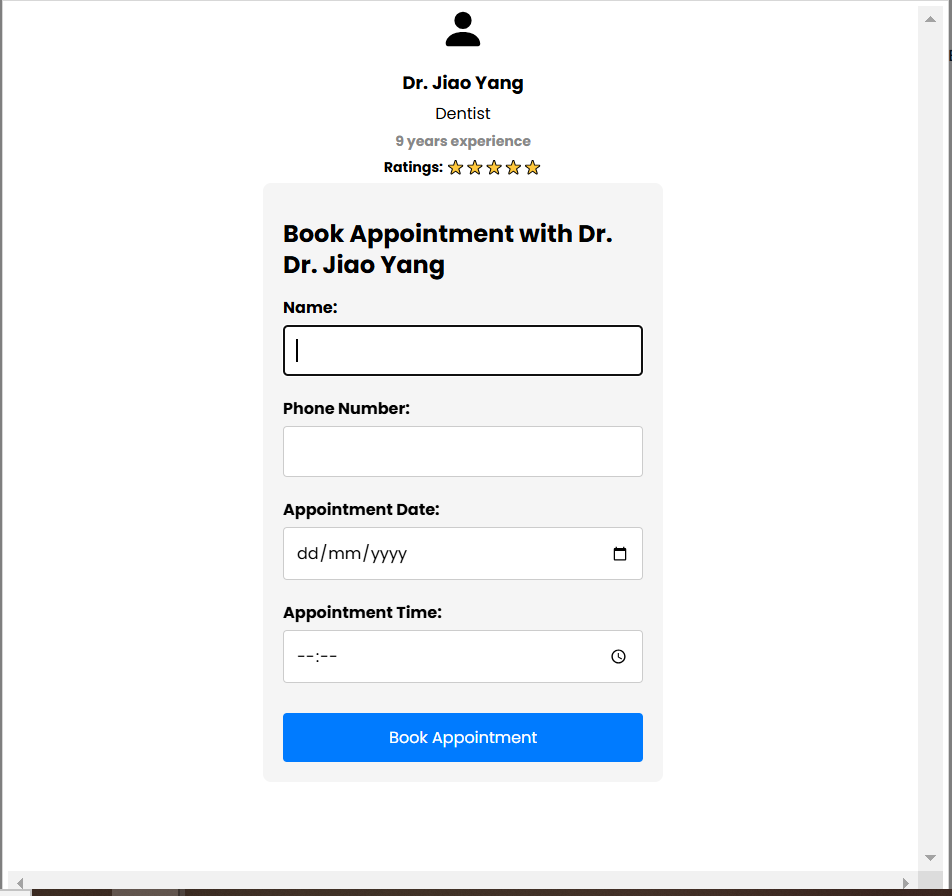 Dr. Jiao Yang
Dentist
9 years experience
Ratings:
Book Appointment with Dr.
Dr. Jiao Yang
Name:
Phone Number:
Appointment Date:
dd/mm/yyyy
Appointment Time:
--:--
Book Appointment